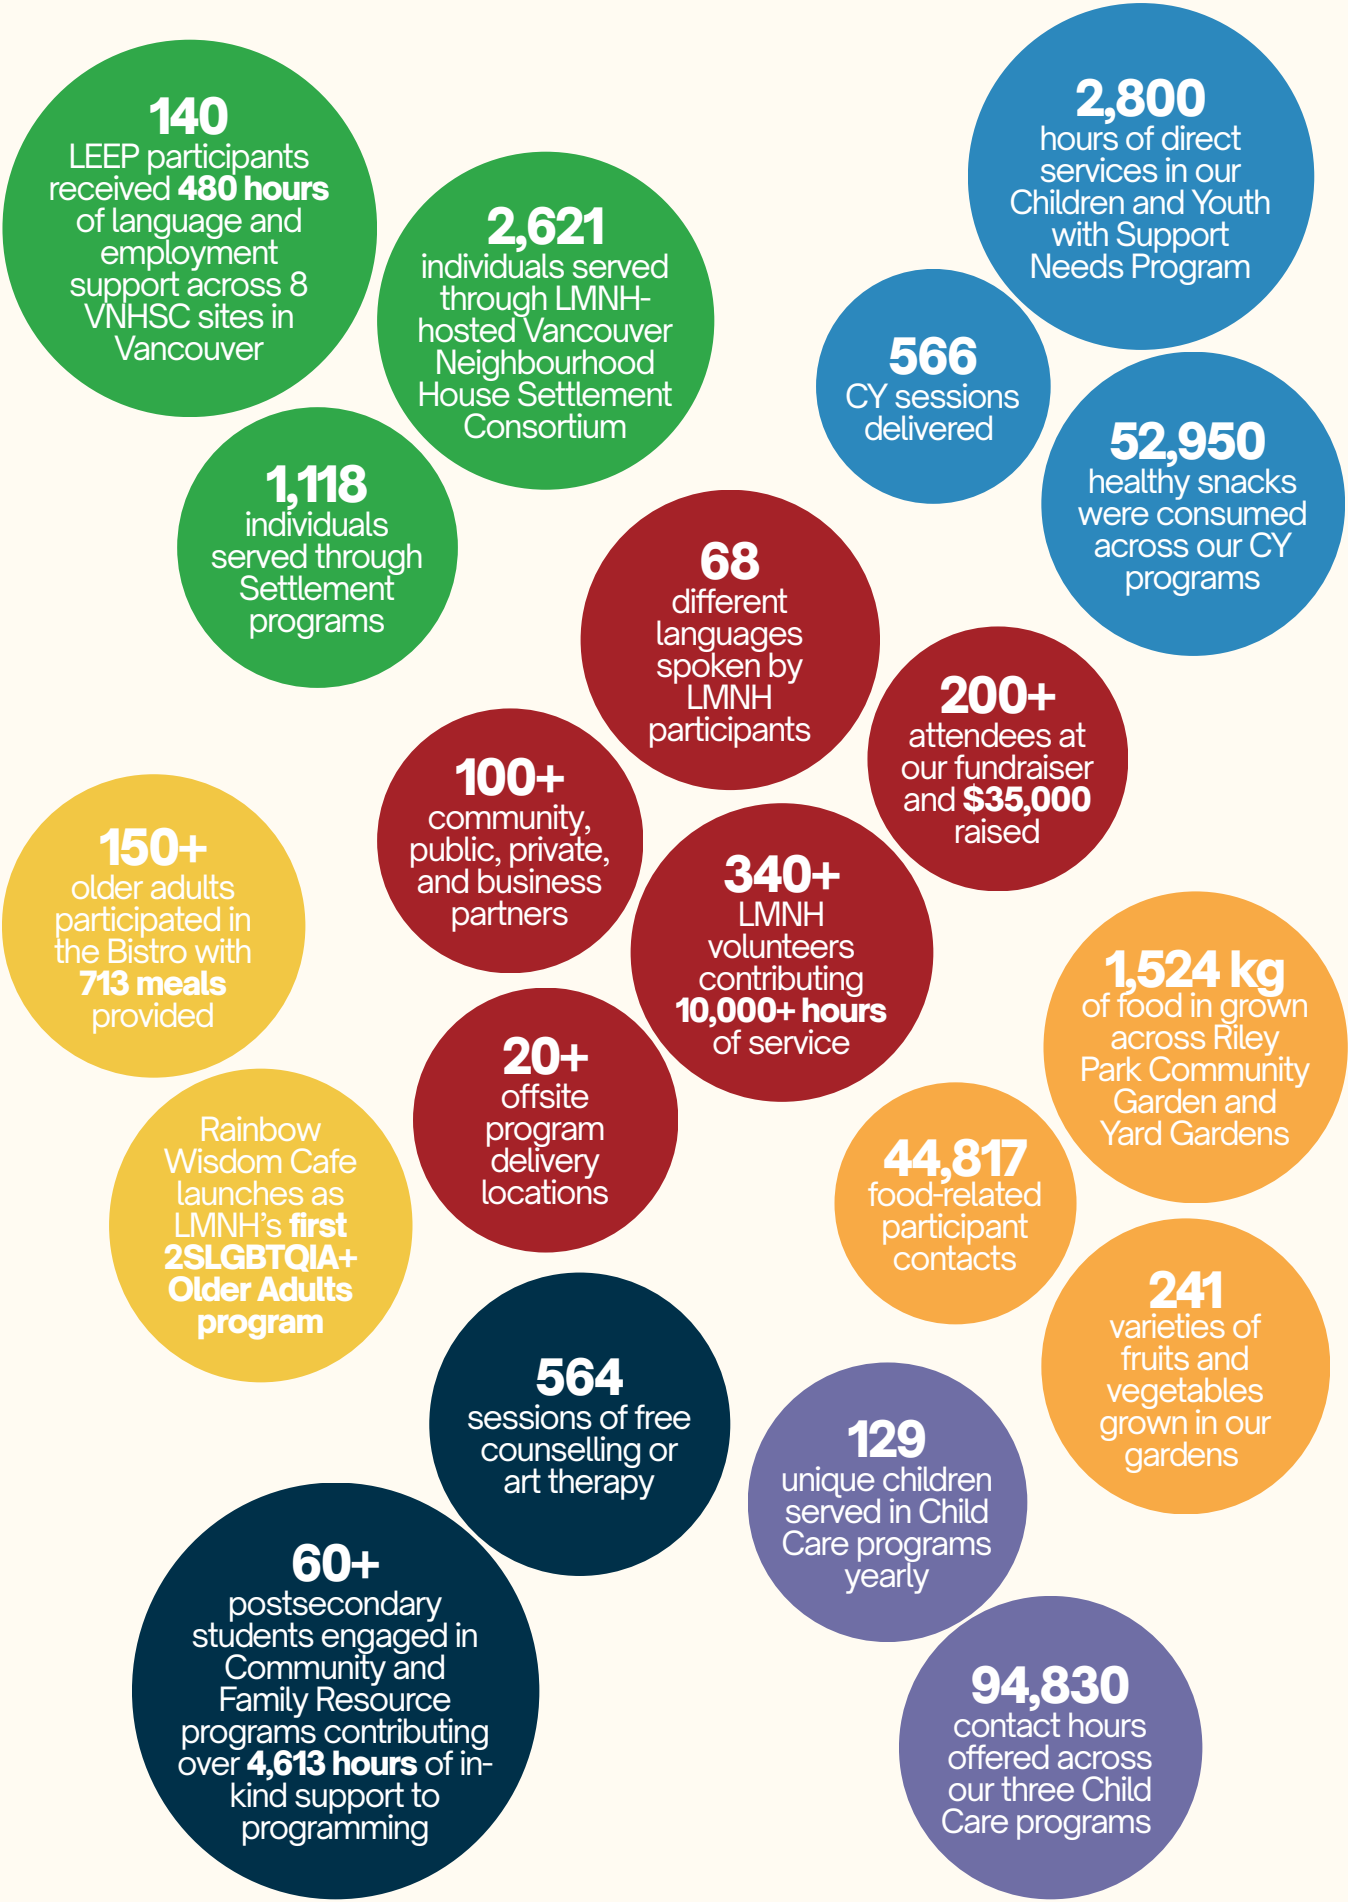 140
LEEP participants
received 480 hours
of language and
employment
support across 8
VNHSC sites in
Vancouver
2,621
individuals served
through LMNH-
hosted Vancouver
Neighbourhood
House Settlement
Consortium
1,118
individuals
served through
Settlement
programs
2,800
hours of direct
services in our
Children and Youth
with Support
Needs Program
566
CY sessions
delivered
52,950
healthy snacks
were consumed
across our CY
programs
68
different
languages
spoken by
LMNH
participants
200+
attendees at
our fundraiser
and $35,000
raised
100+
community,
public, private,
and business
partners
340+
LMNH
volunteers
contributing
10,000+ hours
of service
20+
offsite
program
delivery
locations
150+
older adults
participated in
the Bistro with
713 meals
provided
Rainbow
Wisdom Cafe
launches as
LMNH's first
2SLGBTQIA+
Older Adults
program
1,524 kg
of food in grown
across Riley
Park Community
Garden and
Yard Gardens
44,817
food-related
participant
contacts
241
varieties of
fruits and
vegetables
grown in our
gardens
564
sessions of free
counselling or
art therapy
60+
postsecondary
students engaged in
Community and
Family Resource
programs contributing
over 4,613 hours of in-
kind support to
programming
129
unique children
served in Child
Care programs
yearly
94,830
contact hours
offered across
our three Child
Care programs